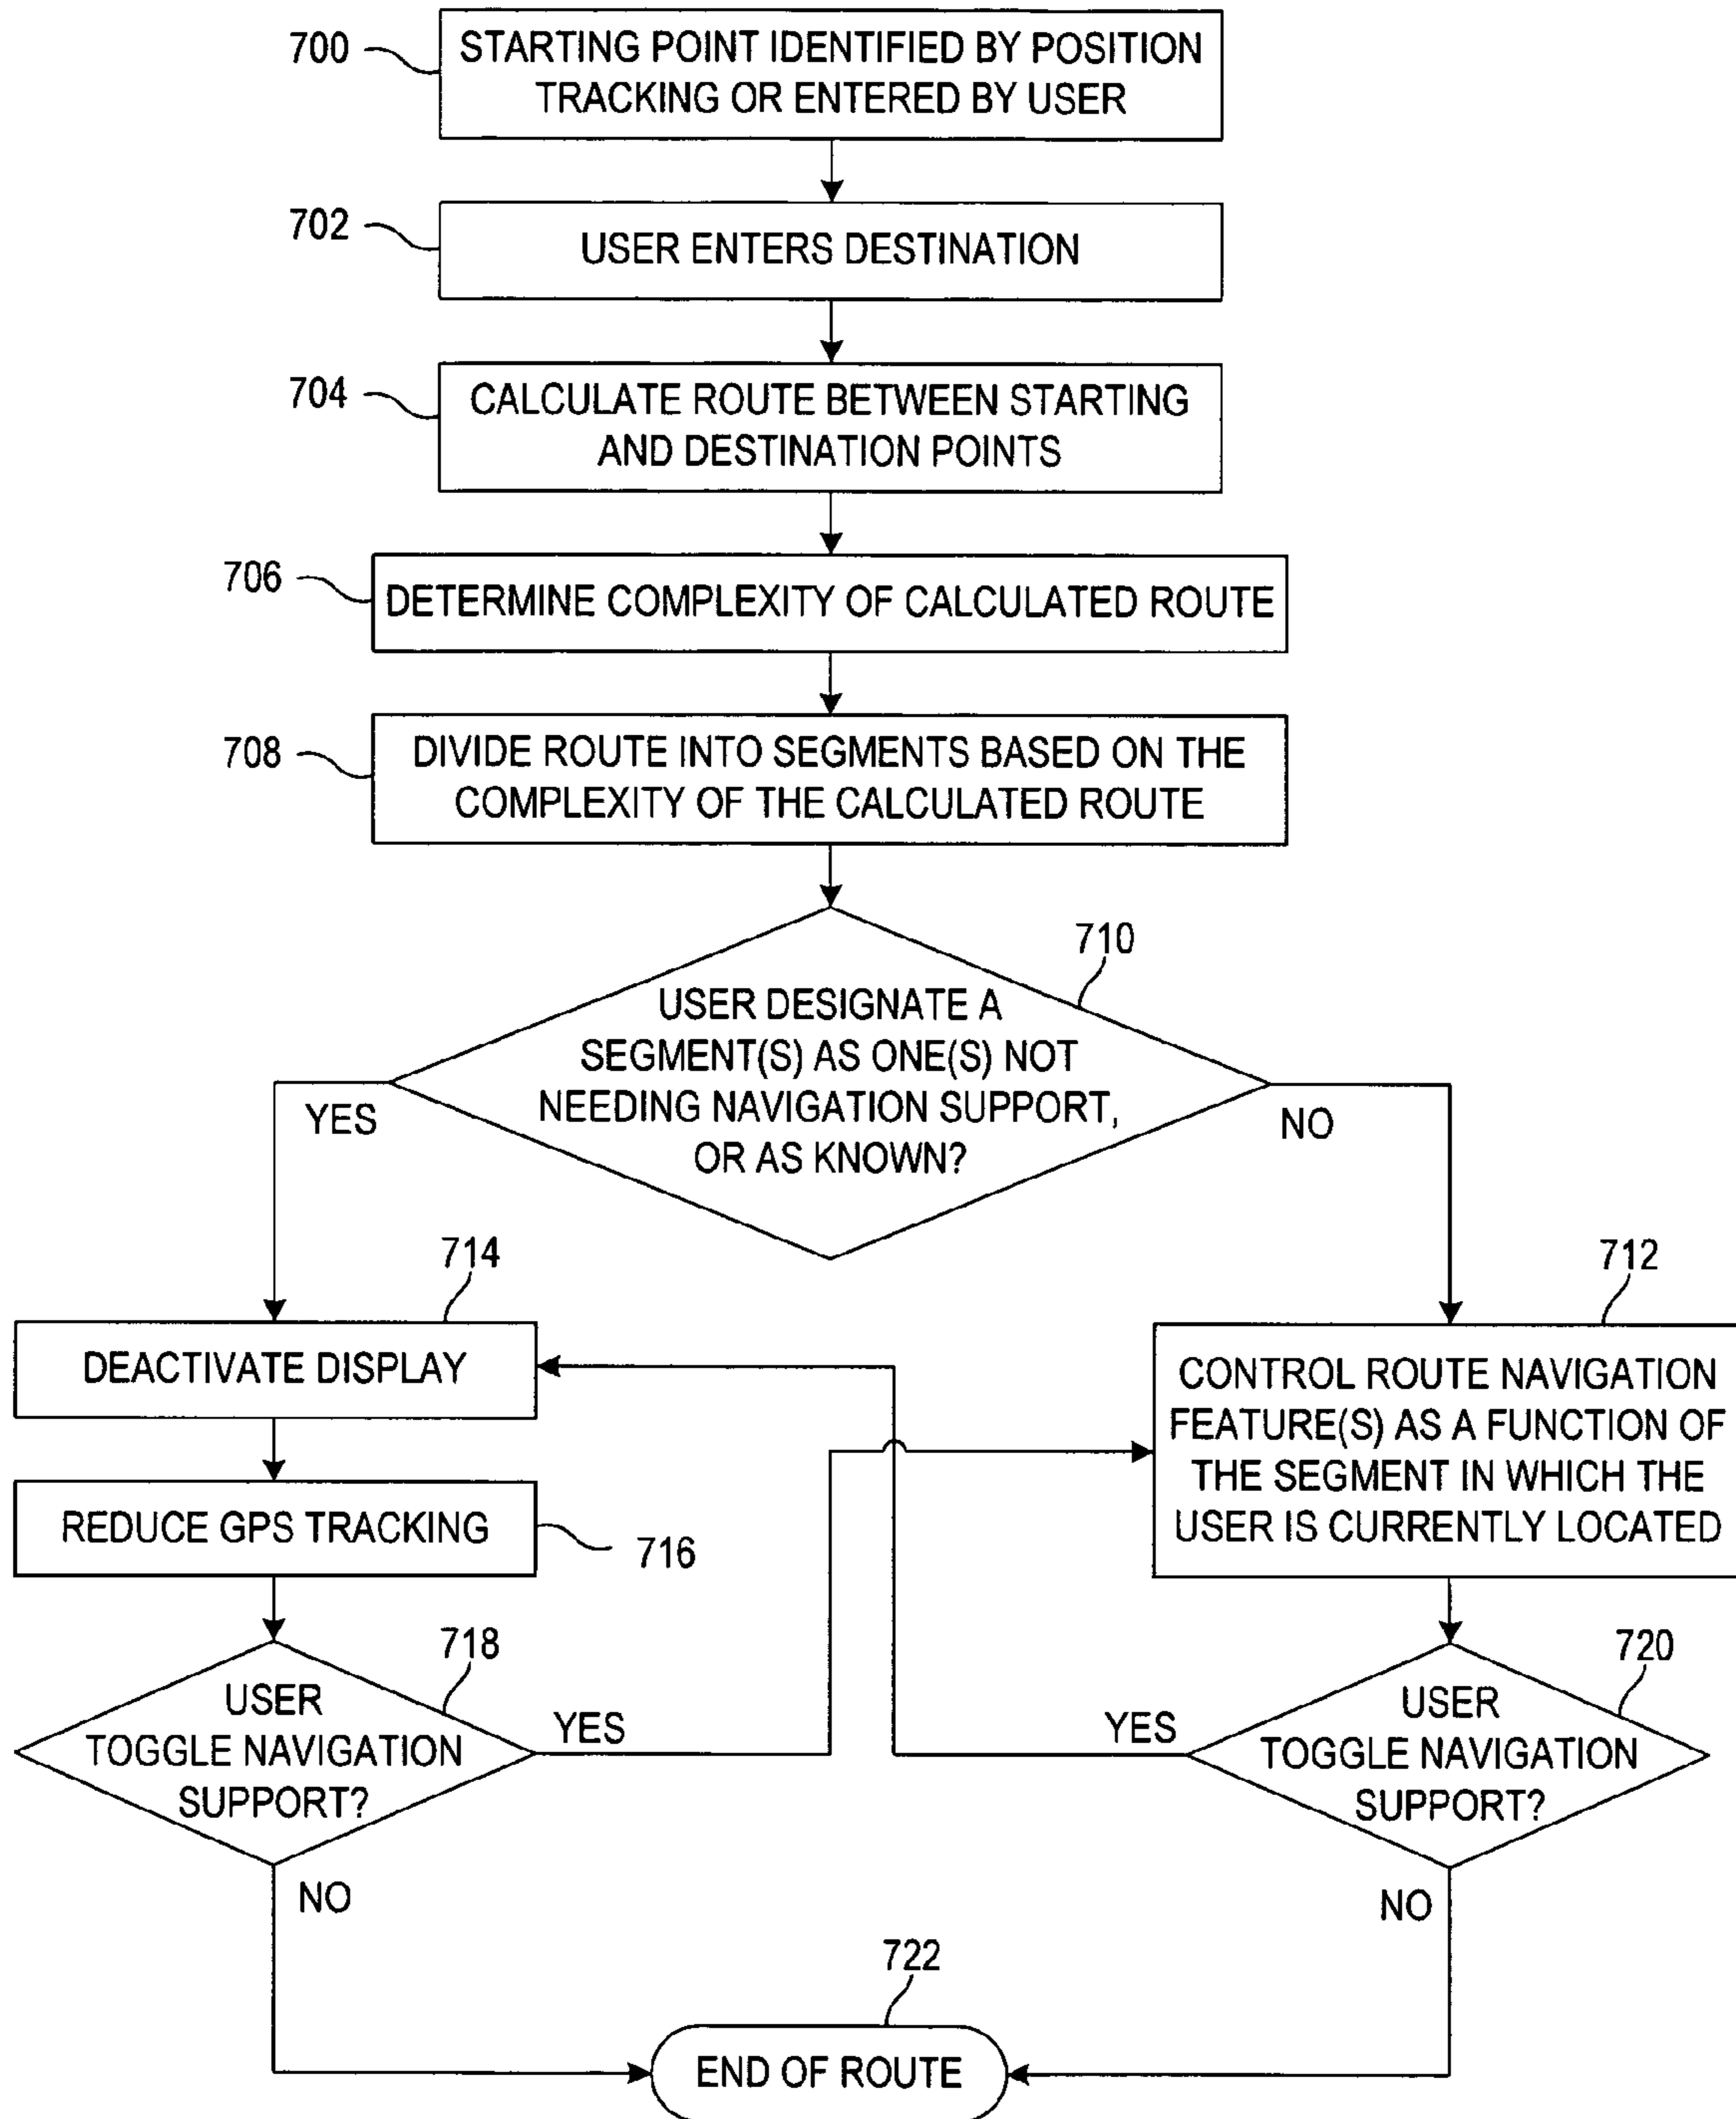 700
STARTING POINT IDENTIFIED BY POSITION
TRACKING OR ENTERED BY USER
702
USER ENTERS DESTINATION
704
CALCULATE ROUTE BETWEEN STARTING
AND DESTINATION POINTS
706
DETERMINE COMPLEXITY OF CALCULATED ROUTE
708
DIVIDE ROUTE INTO SEGMENTS BASED ON THE
COMPLEXITY OF THE CALCULATED ROUTE
710
USER DESIGNATE A
SEGMENT(S) AS ONE(S) NOT
NEEDING NAVIGATION SUPPORT,
OR AS KNOWN?
YES
NO
714
DEACTIVATE DISPLAY
712
CONTROL ROUTE NAVIGATION
FEATURE(S) AS A FUNCTION OF
THE SEGMENT IN WHICH THE
USER IS CURRENTLY LOCATED
REDUCE GPS TRACKING
716
718
USER
TOGGLE NAVIGATION
SUPPORT?
YES
NO
720
USER
TOGGLE NAVIGATION
SUPPORT?
YES
NO
722
END OF ROUTE